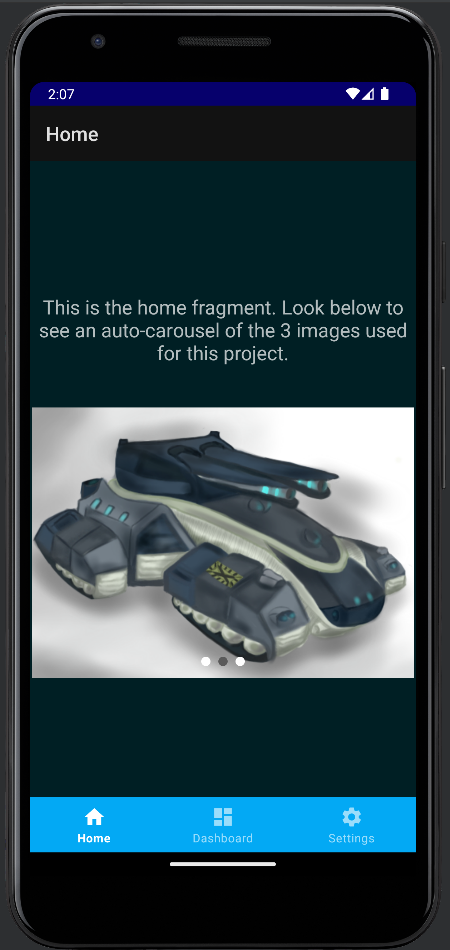 2:07
Home
This is the home fragment. Look below to
see an auto-carousel of the 3 images used
for this project.
Home Dashboard Settings